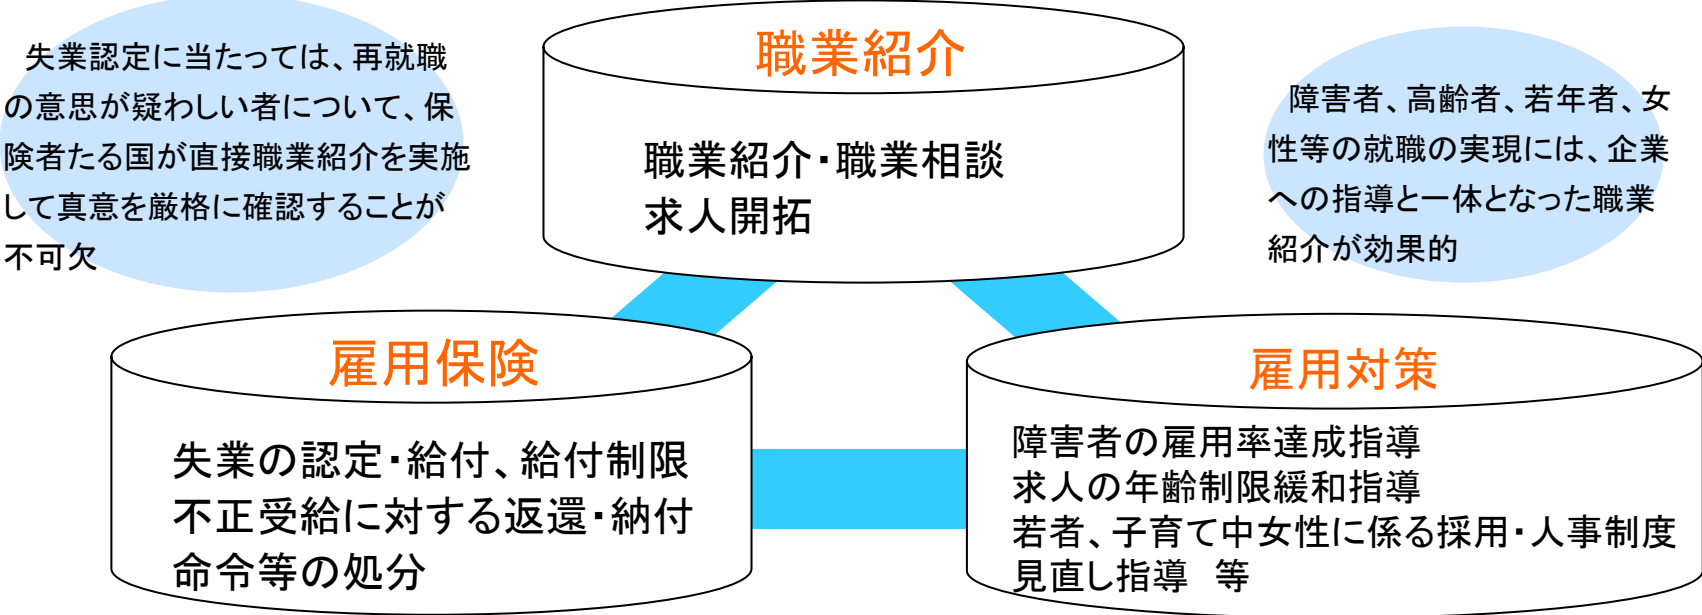 失業認定に当たっては、再就職
の意思が疑わしい者について、保
険者たる国が直接職業紹介を実施
して真意を厳格に確認することが
不可欠
職業紹介
職業紹介・職業相談
求人開拓
障害者、高齢者、若年者、女
性等の就職の実現には、企業
への指導と一体となった職業
紹介が効果的
雇用保険
失業の認定・給付、給付制限
不正受給に対する返還・納付
命令等の処分
雇用対策
障害者の雇用率達成指導
求人の年齢制限緩和指導
若者、子育て中女性に係る採用・人事制度
見直し指導　等